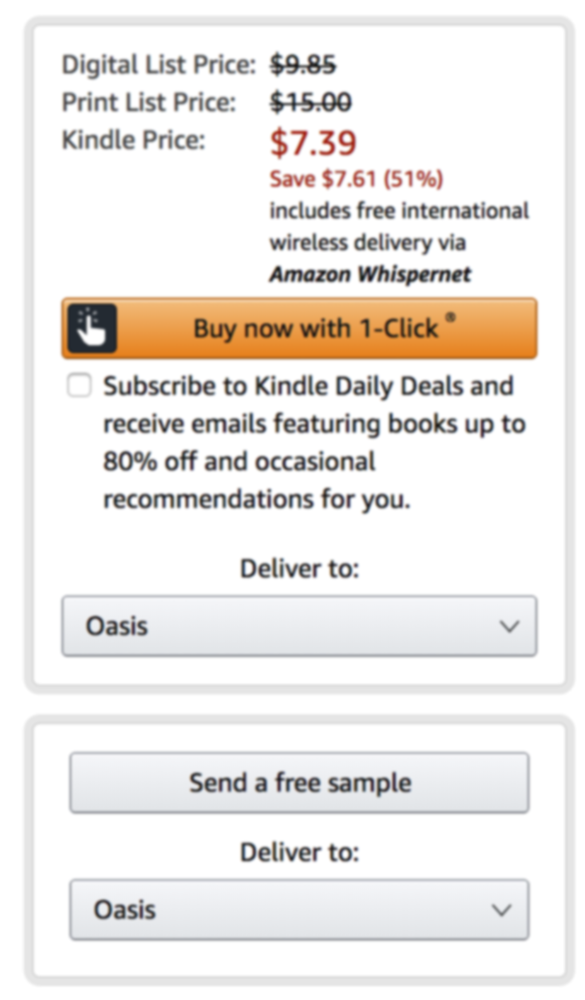 Digital List Price: $9.85
Print List Price: $15.00
Kindle Price: $7.39
Save $7.61 (51%)
includes free international
wireless delivery via
Amazon Whispernet
Buy now with 1-Click ®
Subscribe to Kindle Daily Deals and
receive emails featuring books up to
80% off and occasional
recommendations for you.
Deliver to:
Oasis
Send a free sample
Deliver to:
Oasis